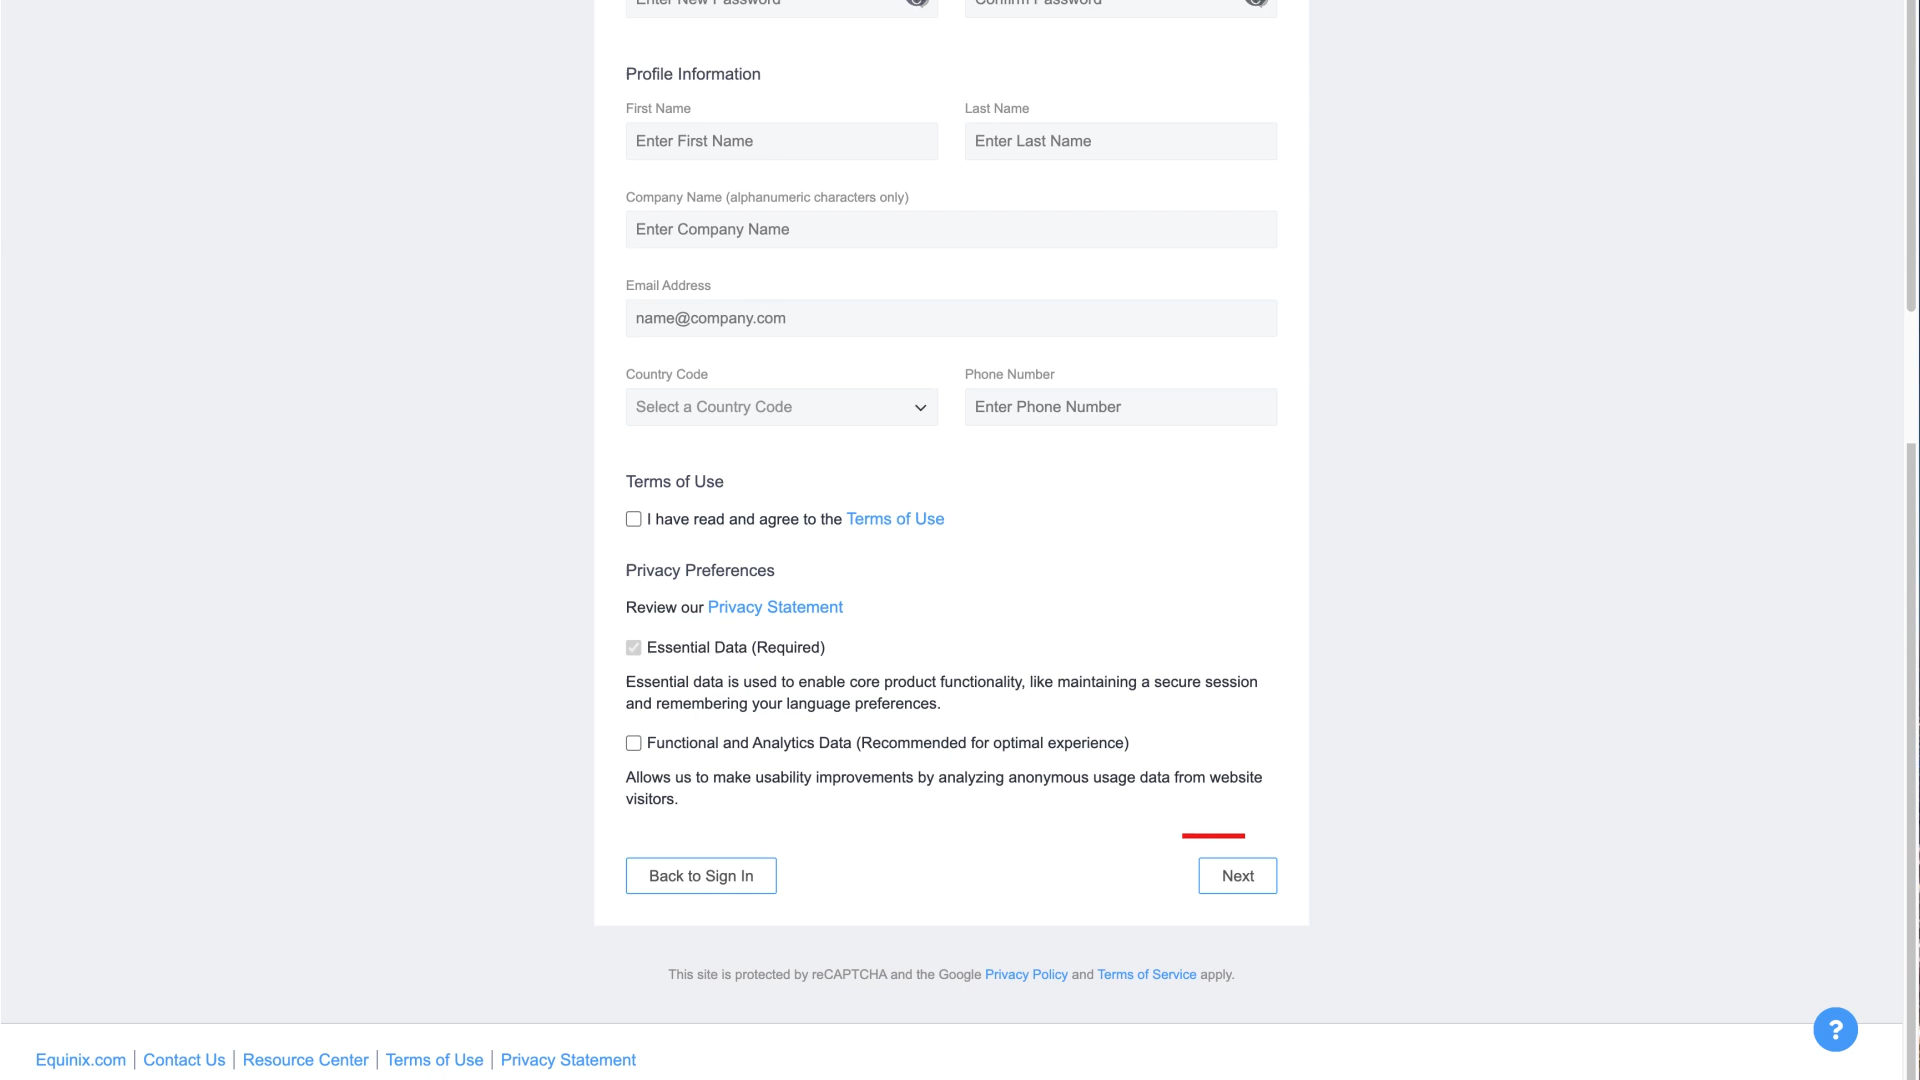 Enter New Password
Confirm Password
Profile Information
First Name
Last Name
Enter First Name
Enter Last Name
Company Name (alphanumeric characters only)
Enter Company Name
Email Address
name@company.com
Country Code
Phone Number
Select a Country Code
Enter Phone Number
Terms of Use
I have read and agree to the Terms of Use
Privacy Preferences
Review our Privacy Statement
Essential Data (Required)
Essential data is used to enable core product functionality, like maintaining a secure session
and remembering your language preferences.
Functional and Analytics Data (Recommended for optimal experience)
Allows us to make usability improvements by analyzing anonymous usage data from website
visitors.
Back to Sign In
Next
This site is protected by reCAPTCHA and the Google Privacy Policy and Terms of Service apply.
?
Equinix.com | Contact Us | Resource Center | Terms of Use | Privacy Statement